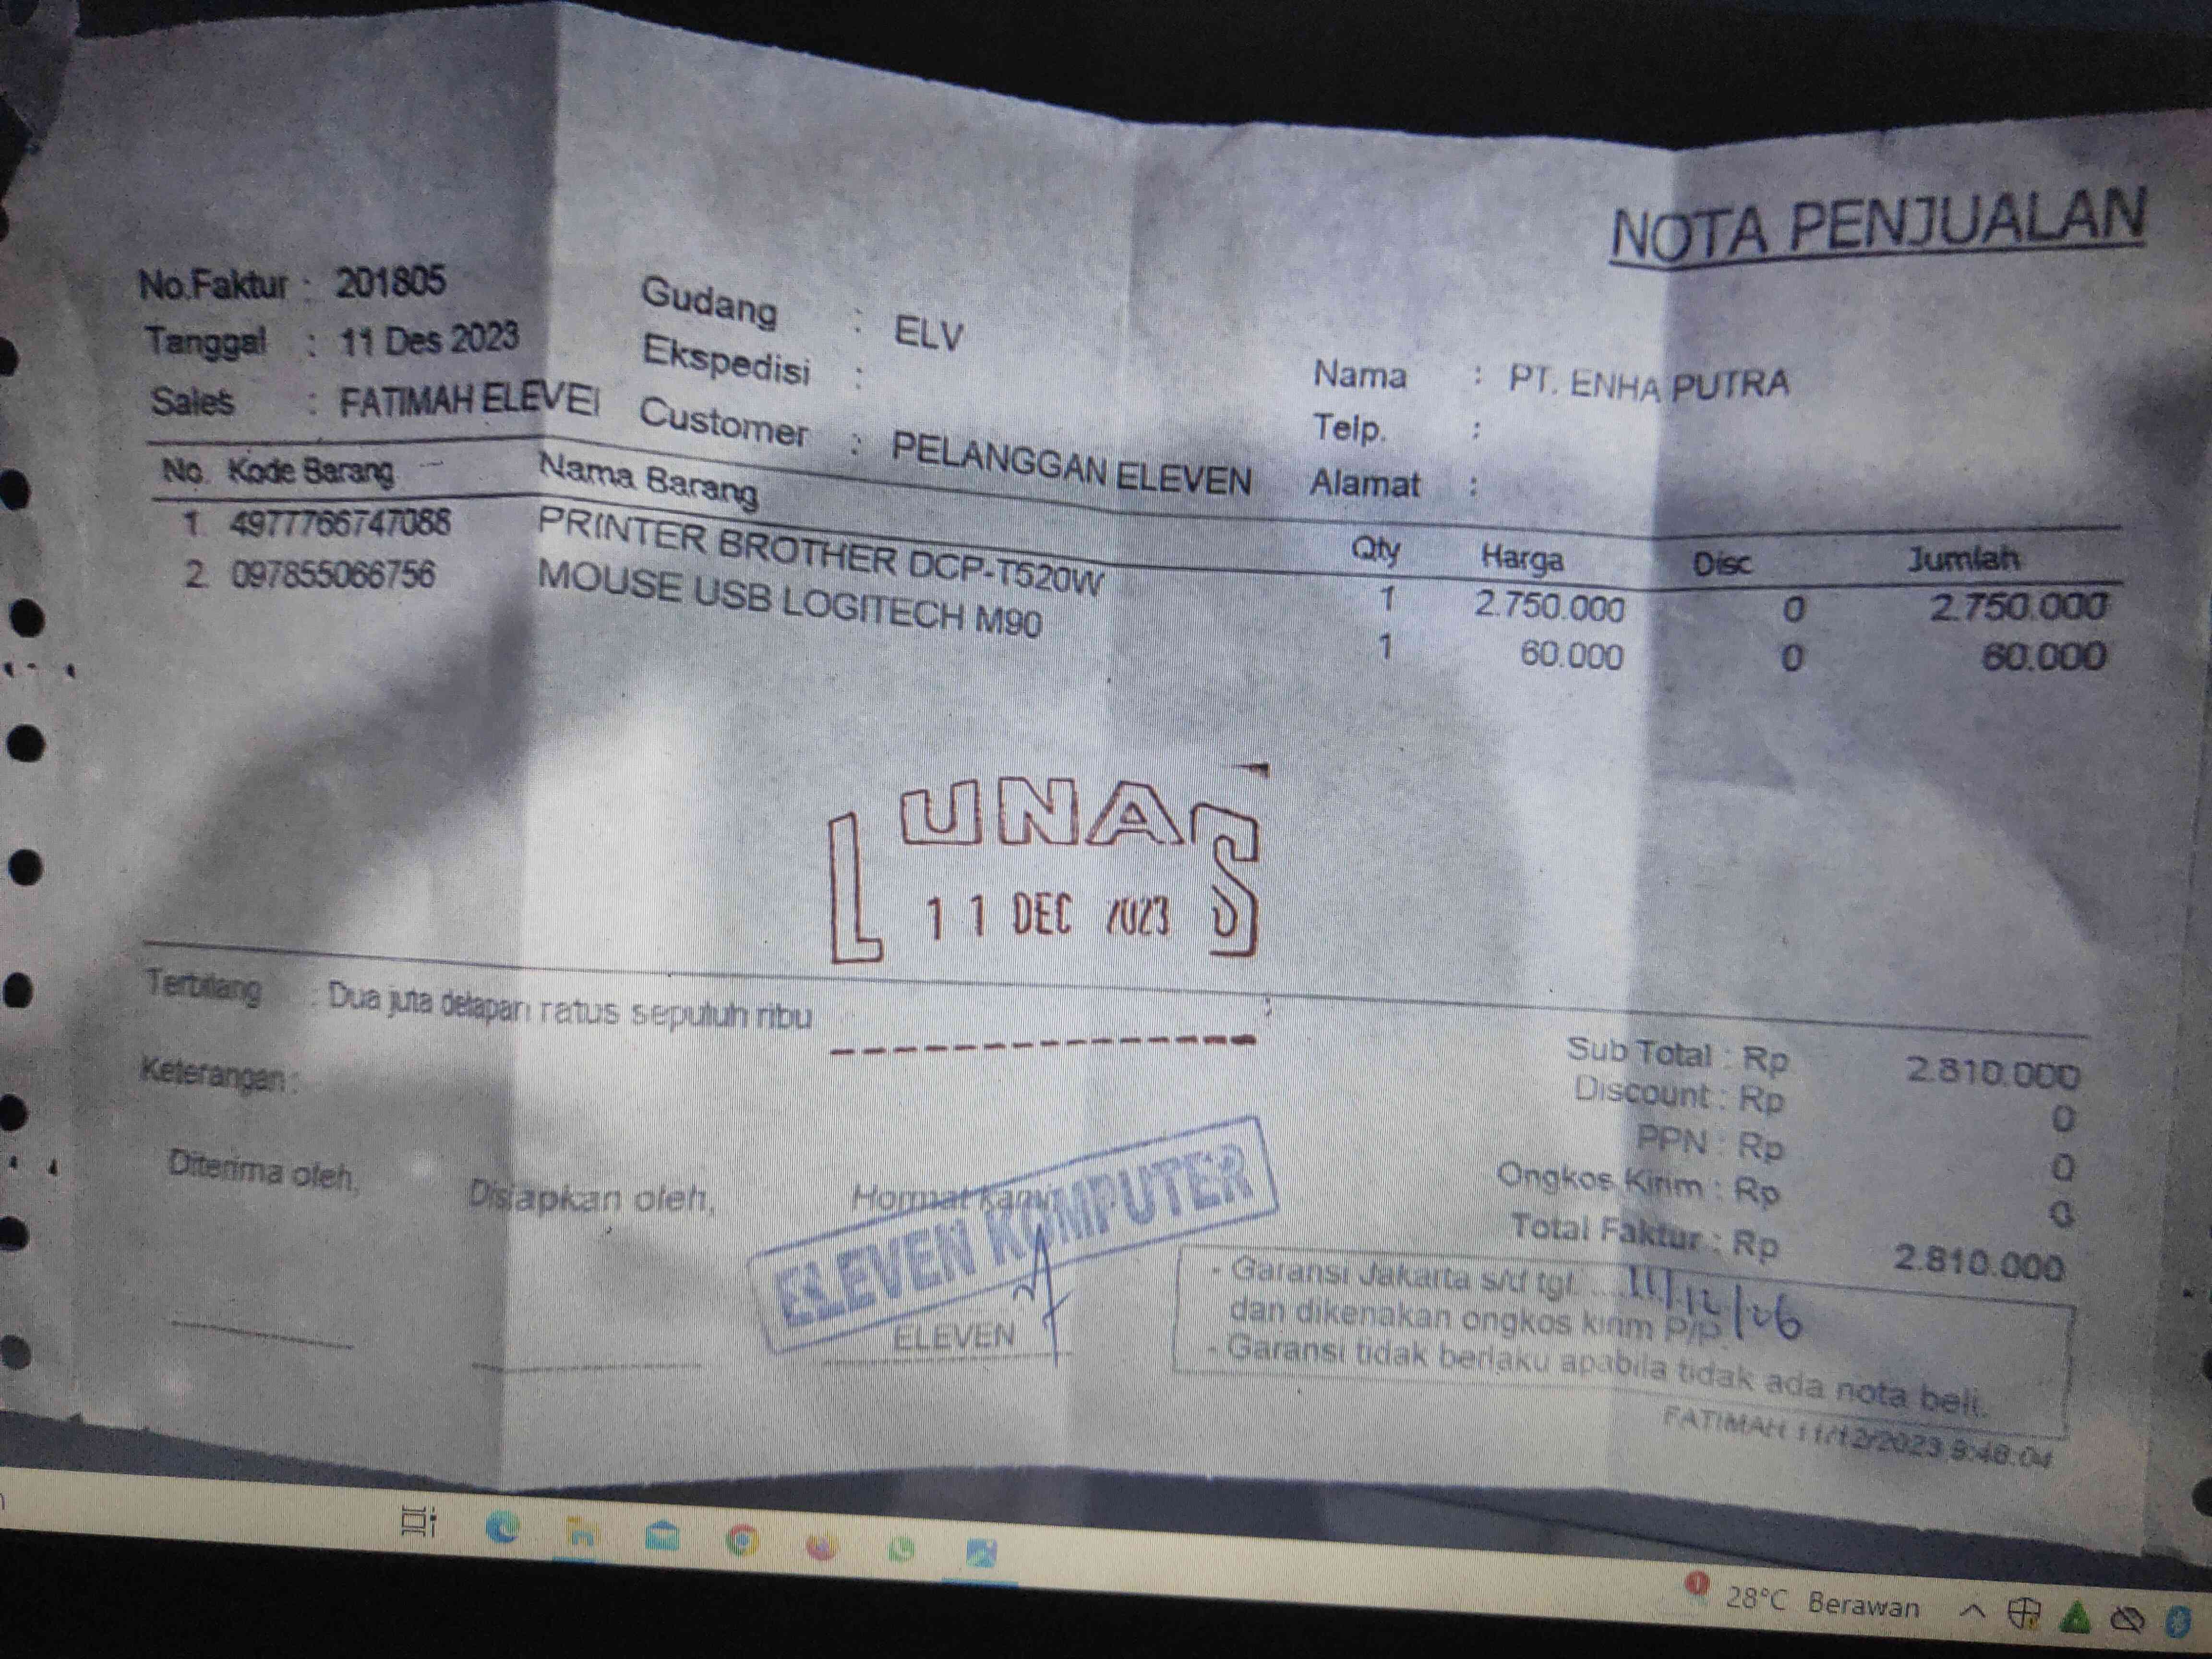 NOTA PENJUALAN
No.Faktur : 201805
Tanggal : 11 Des 2023
Sales : FATIMAH ELEVE
Gudang : ELV
Ekspedisi :
Customer : PELANGGAN ELEVEN
Nama : PT. ENHA PUTRA
Telp. :
Alamat :
No. Kode Barang Nama Barang Qty Harga Disc Jumlah
1. 4977766747088 PRINTER BROTHER DCP-T520W 1 2.750.000 0 2.750.000
2. 097855066756 MOUSE USB LOGITECH M90 1 60.000 0 60.000
LUNAS
11 DEC 2023
Terbilang : Dua juta delapan ratus sepuluh ribu
Keterangan :
Sub Total : Rp 2.810.000
Discount : Rp 0
PPN : Rp 0
Ongkos Kirim : Rp 0
Total Faktur : Rp 2.810.000
Diterima oleh,
Disiapkan oleh,
Hormat kami
ELEVEN KOMPUTER
ELEVEN
- Garansi Jakarta s/d tgl. 11/12/26
dan dikenakan ongkos kirim P/P
- Garansi tidak berlaku apabila tidak ada nota beli.
FATIMAH 11/12/2023 9:48:04
28°C Berawan